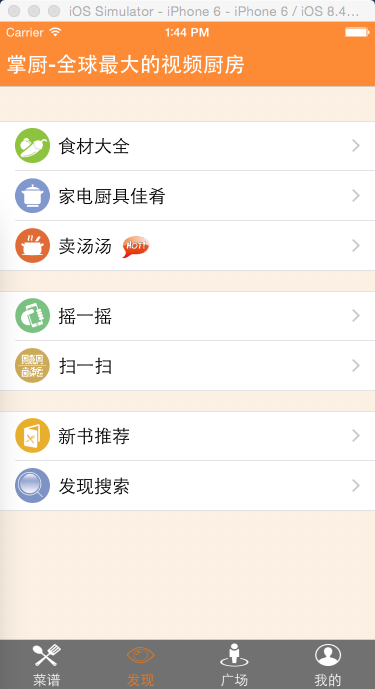 iOS Simulator - iPhone 6 - iPhone 6 / iOS 8.4...
Carrier 1:44 PM
掌厨-全球最大的视频厨房
食材大全
家电厨具佳肴
卖汤汤 HOT!
摇一摇
扫一扫
新书推荐
发现搜索
菜谱 发现 广场 我的